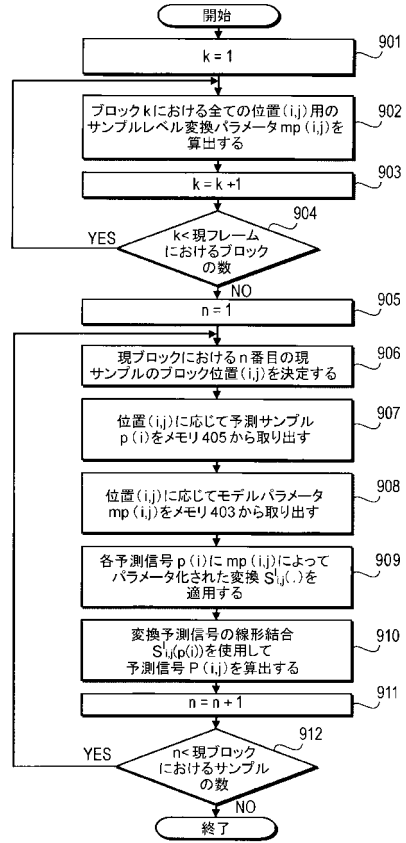 開始
k = 1
901
ブロックkにおける全ての位置(i,j)用の
サンプルレベル変換パラメータmp(i,j)を
算出する
902
k = k +1
903
904
k< 現フレーム
におけるブロック
の数
YES
NO
n = 1
905
現ブロックにおけるn番目の現
サンプルのブロック位置(i,j)を決定する
906
位置(i,j)に応じて予測サンプル
p(i)をメモリ405から取り出す
907
位置(i,j)に応じてモデルパラメータ
mp(i,j)をメモリ403から取り出す
908
各予測信号p(i)にmp(i,j)によって
パラメータ化された変換 Sᴵi,j(.)を
適用する
909
変換予測信号の線形結合
Sᴵi,j(p(i))を使用して
予測信号P(i,j)を算出する
910
n = n + 1
911
912
n< 現ブロック
におけるサンプル
の数
YES
NO
終了